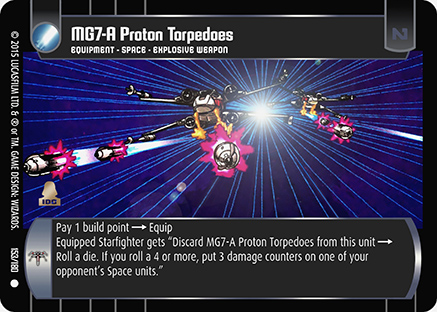 MG7-A Proton Torpedoes
EQUIPMENT - SPACE - EXPLOSIVE WEAPON
N
© 2015 LUCASFILM LTD. & ® or TM. GAME DESIGN: WIZARDS.
IDG
153/180
Pay 1 build point → Equip
Equipped Starfighter gets “Discard MG7-A Proton Torpedoes from this unit →
Roll a die. If you roll a 4 or more, put 3 damage counters on one of your
opponent's Space units.”